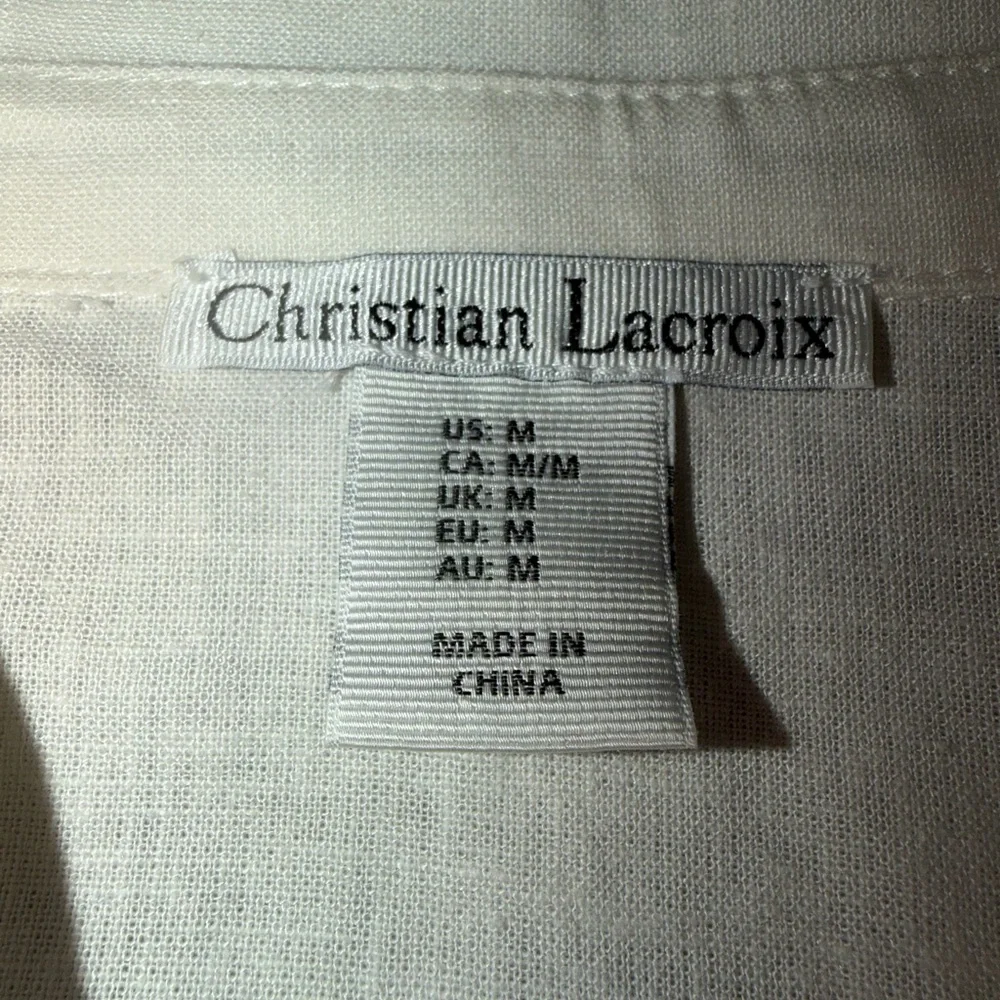 Christian Lacroix
US: M
CA: M/M
UK: M
EU: M
AU: M
MADE IN
CHINA